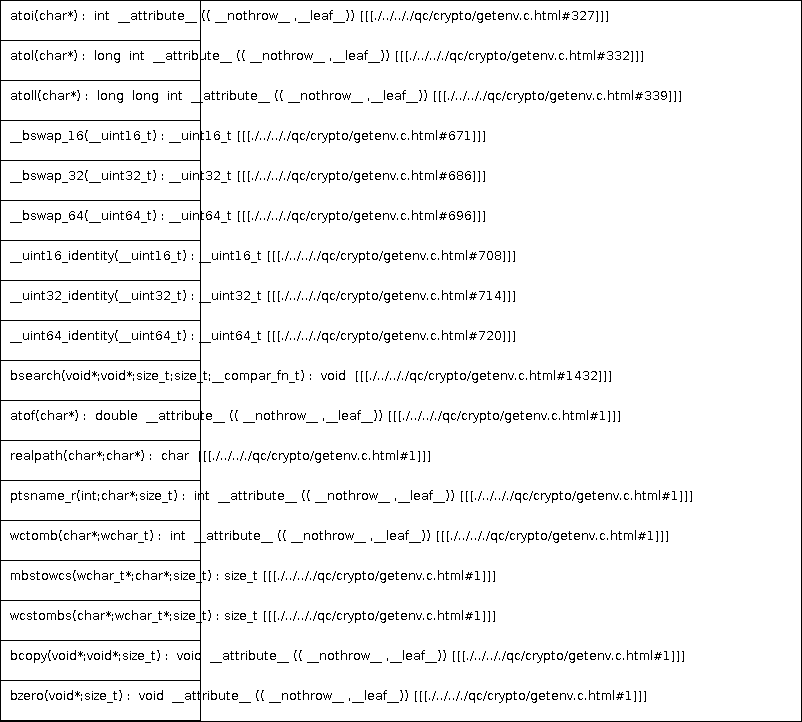 atoi(char*) : int __attribute__ (( __nothrow__ ,__leaf__)) [[[./../././qc/crypto/getenv.c.html#327]]]
atol(char*) : long int __attribute__ (( __nothrow__ ,__leaf__)) [[[./../././qc/crypto/getenv.c.html#332]]]
atoll(char*) : long long int __attribute__ (( __nothrow__ ,__leaf__)) [[[./../././qc/crypto/getenv.c.html#339]]]
__bswap_16(__uint16_t) : __uint16_t [[[./../././qc/crypto/getenv.c.html#671]]]
__bswap_32(__uint32_t) : __uint32_t [[[./../././qc/crypto/getenv.c.html#686]]]
__bswap_64(__uint64_t) : __uint64_t [[[./../././qc/crypto/getenv.c.html#696]]]
__uint16_identity(__uint16_t) : __uint16_t [[[./../././qc/crypto/getenv.c.html#708]]]
__uint32_identity(__uint32_t) : __uint32_t [[[./../././qc/crypto/getenv.c.html#714]]]
__uint64_identity(__uint64_t) : __uint64_t [[[./../././qc/crypto/getenv.c.html#720]]]
bsearch(void*;void*;size_t;size_t;__compar_fn_t) : void [[[./../././qc/crypto/getenv.c.html#1432]]]
atof(char*) : double __attribute__ (( __nothrow__ ,__leaf__)) [[[./../././qc/crypto/getenv.c.html#1]]]
realpath(char*;char*) : char [[[./../././qc/crypto/getenv.c.html#1]]]
ptsname_r(int;char*;size_t) : int __attribute__ (( __nothrow__ ,__leaf__)) [[[./../././qc/crypto/getenv.c.html#1]]]
wctomb(char*;wchar_t) : int __attribute__ (( __nothrow__ ,__leaf__)) [[[./../././qc/crypto/getenv.c.html#1]]]
mbstowcs(wchar_t*;char*;size_t) : size_t [[[./../././qc/crypto/getenv.c.html#1]]]
wcstombs(char*;wchar_t*;size_t) : size_t [[[./../././qc/crypto/getenv.c.html#1]]]
bcopy(void*;void*;size_t) : void __attribute__ (( __nothrow__ ,__leaf__)) [[[./../././qc/crypto/getenv.c.html#1]]]
bzero(void*;size_t) : void __attribute__ (( __nothrow__ ,__leaf__)) [[[./../././qc/crypto/getenv.c.html#1]]]